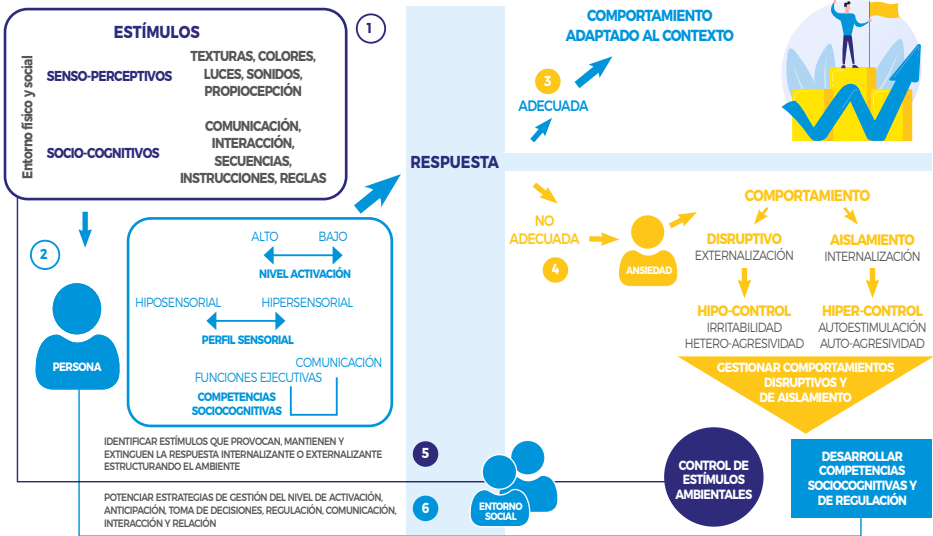 1
ESTÍMULOS
Entorno físico y social
SENSO-PERCEPTIVOS
TEXTURAS, COLORES,
LUCES, SONIDOS,
PROPIOCEPCIÓN
SOCIO-COGNITIVOS
COMUNICACIÓN,
INTERACCIÓN,
SECUENCIAS,
INSTRUCCIONES, REGLAS
2
PERSONA
ALTO
BAJO
NIVEL ACTIVACIÓN
HIPOSENSORIAL
HIPERSENSORIAL
PERFIL SENSORIAL
COMUNICACIÓN
FUNCIONES EJECUTIVAS
COMPETENCIAS
SOCIOCOGNITIVAS
RESPUESTA
3
ADECUADA
COMPORTAMIENTO
ADAPTADO AL CONTEXTO
NO
ADECUADA
4
ANSIEDAD
COMPORTAMIENTO
DISRUPTIVO
EXTERNALIZACIÓN
AISLAMIENTO
INTERNALIZACIÓN
HIPO-CONTROL
IRRITABILIDAD
HETERO-AGRESIVIDAD
HIPER-CONTROL
AUTOESTIMULACIÓN
AUTO-AGRESIVIDAD
GESTIONAR COMPORTAMIENTOS
DISRUPTIVOS Y
DE AISLAMIENTO
IDENTIFICAR ESTÍMULOS QUE PROVOCAN, MANTIENEN Y
EXTINGUEN LA RESPUESTA INTERNALIZANTE O EXTERNALIZANTE
ESTRUCTURANDO EL AMBIENTE
5
POTENCIAR ESTRATEGIAS DE GESTIÓN DEL NIVEL DE ACTIVACIÓN,
ANTICIPACIÓN, TOMA DE DECISIONES, REGULACIÓN, COMUNICACIÓN,
INTERACCIÓN Y RELACIÓN
6
ENTORNO
SOCIAL
CONTROL DE
ESTÍMULOS
AMBIENTALES
DESARROLLAR
COMPETENCIAS
SOCIOCOGNITIVAS Y
DE REGULACIÓN